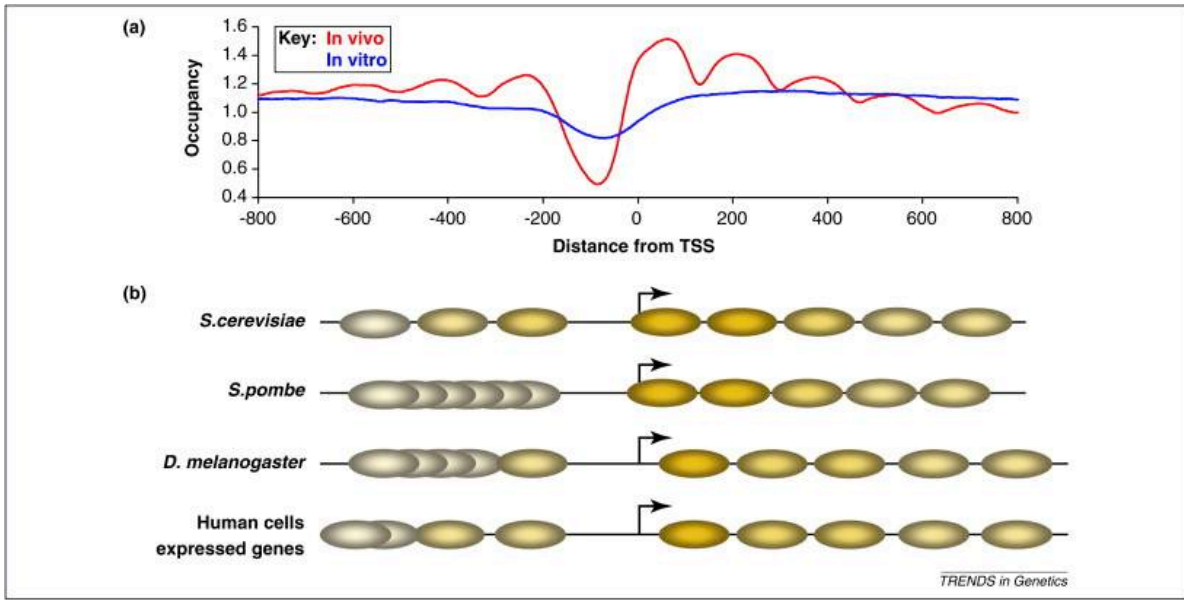 (a)
Key: In vivo
In vitro
Occupancy
1.6
1.4
1.2
1.0
0.8
0.6
0.4
-800 -600 -400 -200 0 200 400 600 800
Distance from TSS
(b)
S.cerevisiae
S.pombe
D. melanogaster
Human cells
expressed genes
TRENDS in Genetics